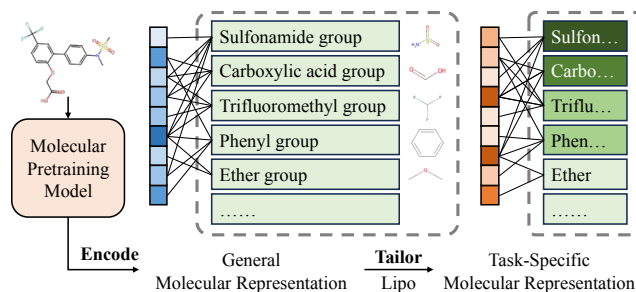 Molecular
Pretraining
Model
Encode
Sulfonamide group
Carboxylic acid group
Trifluoromethyl group
Phenyl group
Ether group
......
General
Molecular Representation
Tailor
Lipo
Sulfon...
Carbo...
Triflu...
Phen...
Ether
......
Task-Specific
Molecular Representation